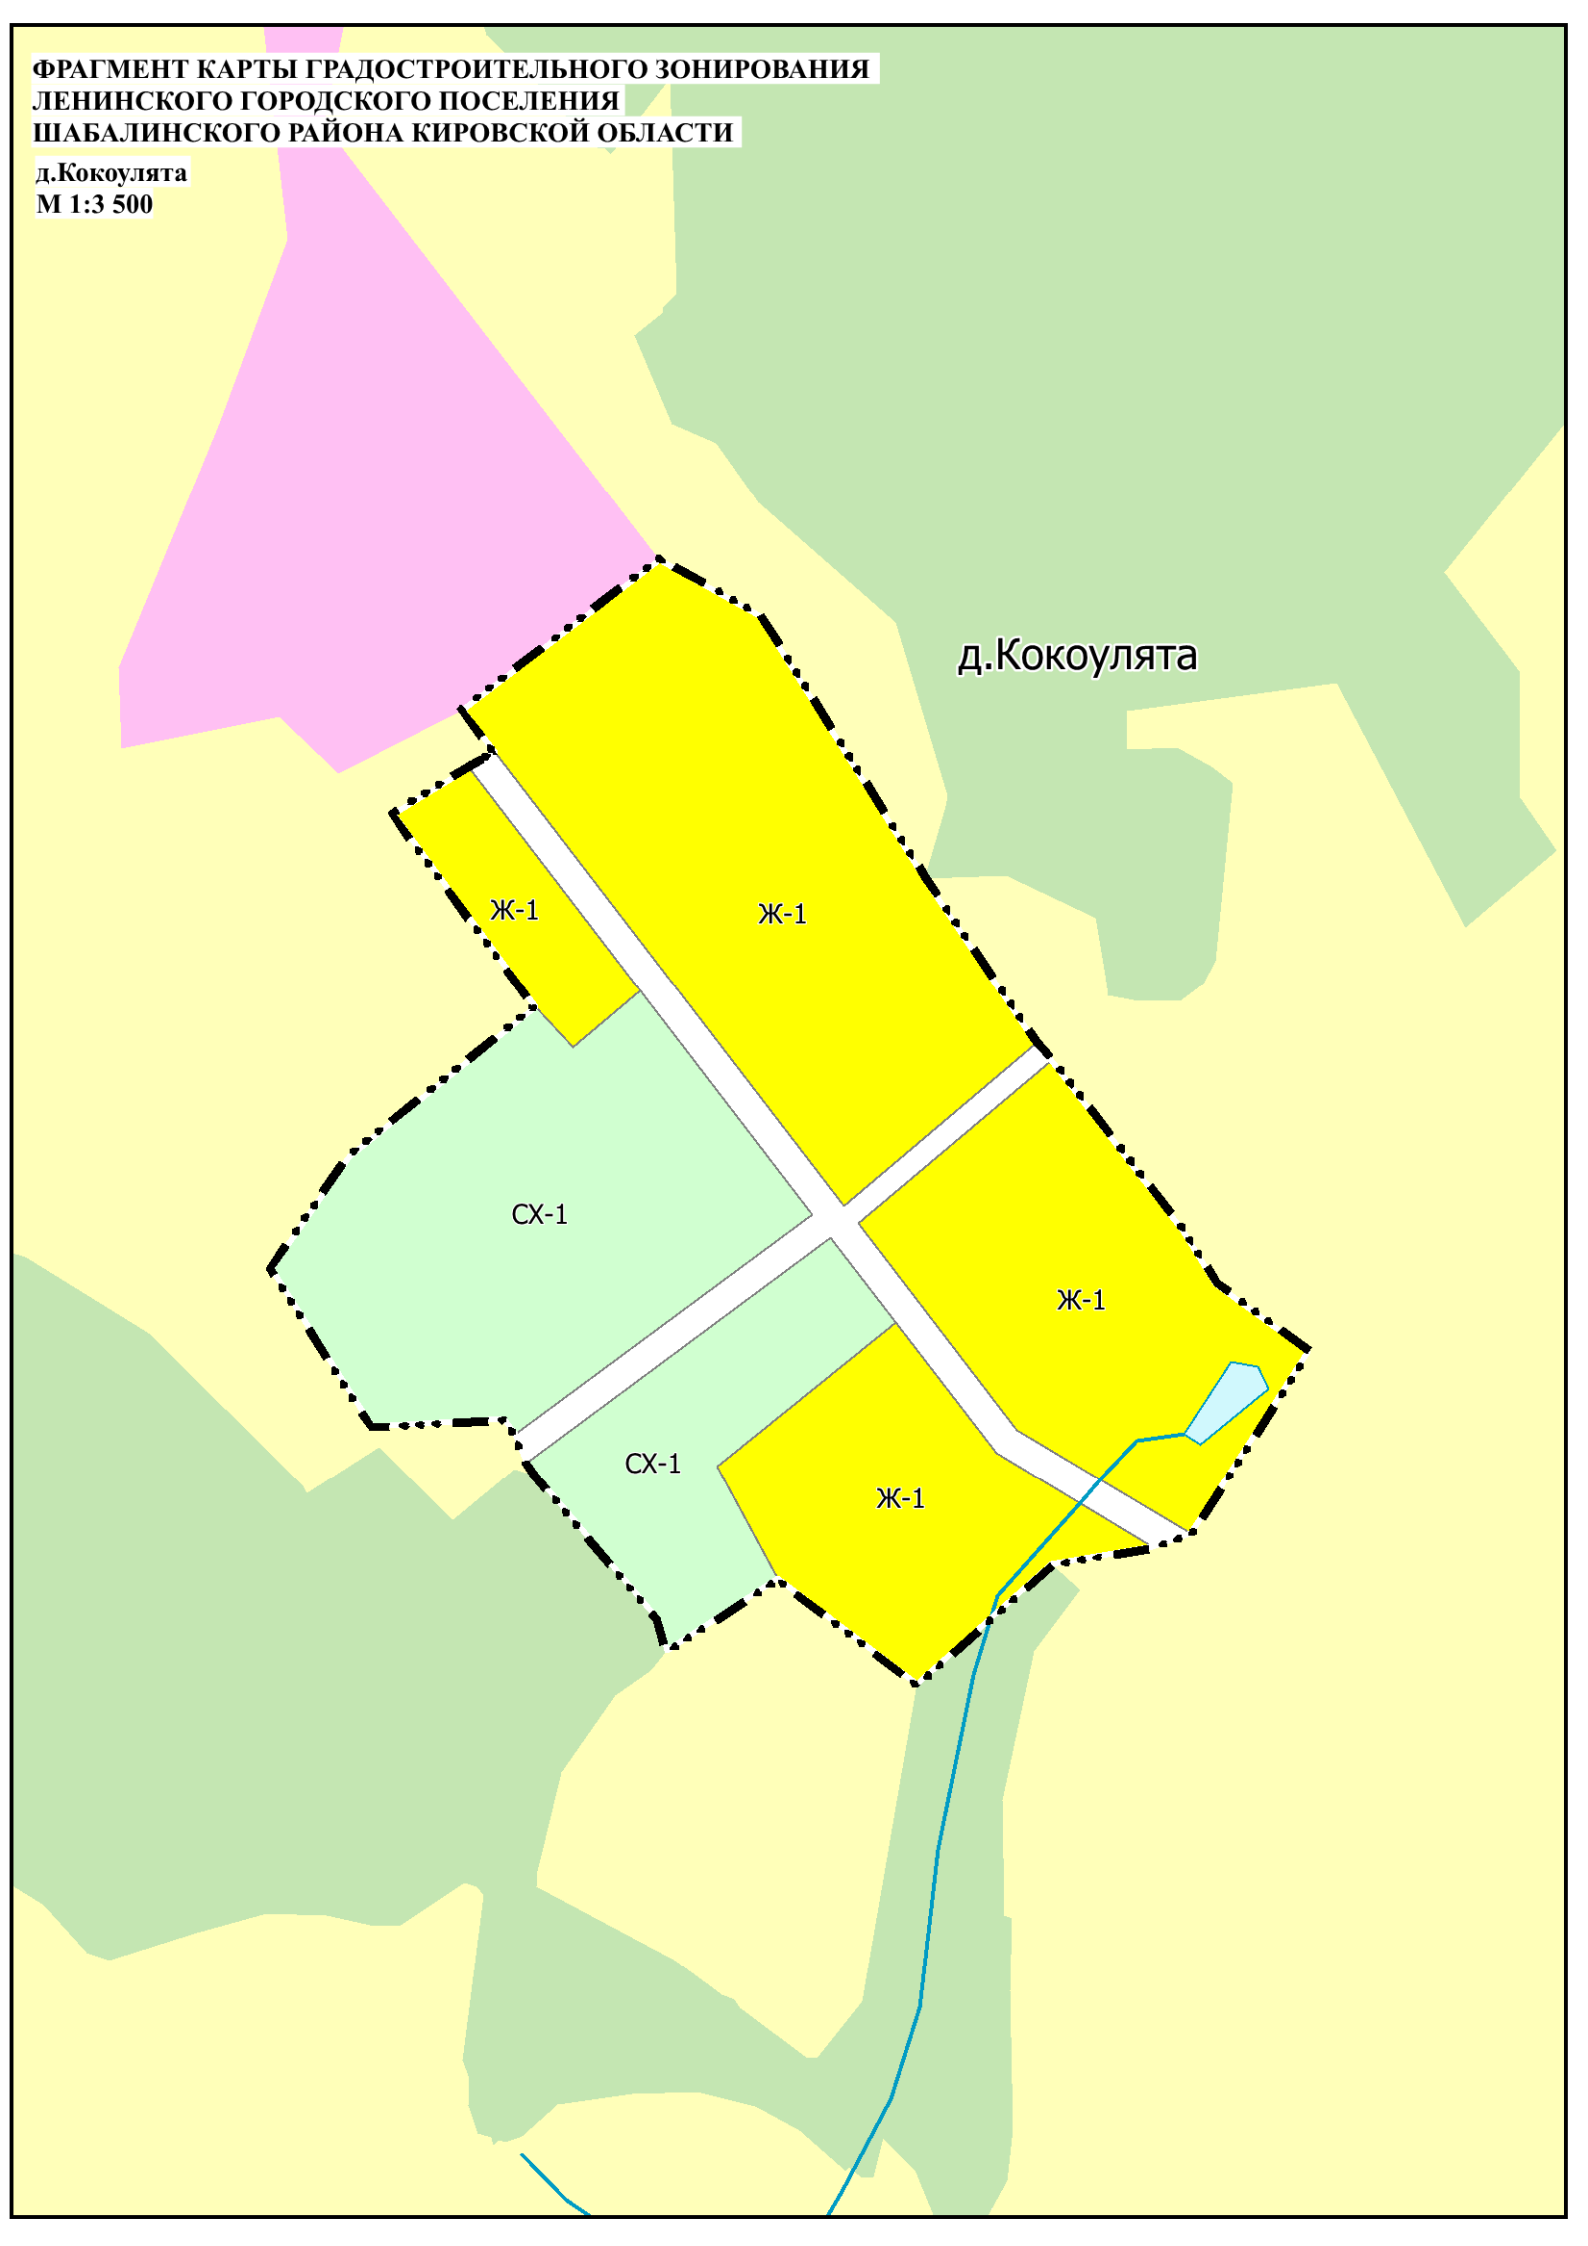 ФРАГМЕНТ КАРТЫ ГРАДОСТРОИТЕЛЬНОГО ЗОНИРОВАНИЯ
ЛЕНИНСКОГО ГОРОДСКОГО ПОСЕЛЕНИЯ
ШАБАЛИНСКОГО РАЙОНА КИРОВСКОЙ ОБЛАСТИ
д.Кокоулята
М 1:3 500
д.Кокоулята
Ж-1
Ж-1
СХ-1
Ж-1
СХ-1
Ж-1